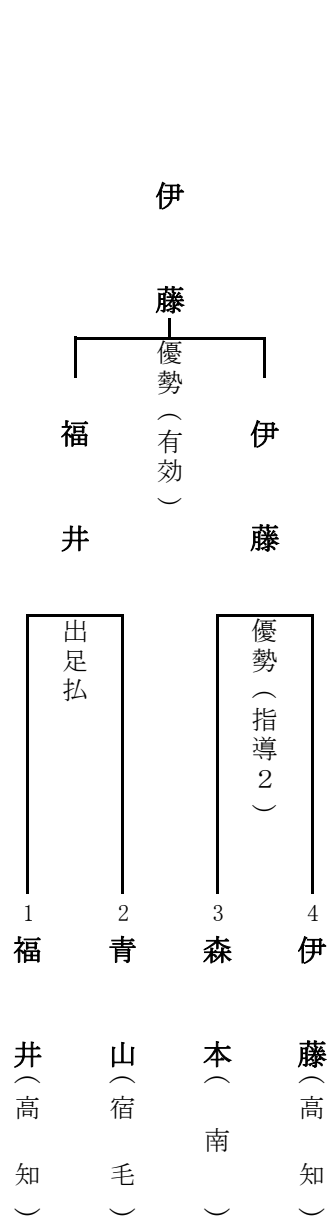 伊藤
優勢（有効）
福井
伊藤
出足払
優勢（指導２）
1
2
3
4
福井（高知）
青山（宿毛）
森本（南）
伊藤（高知）